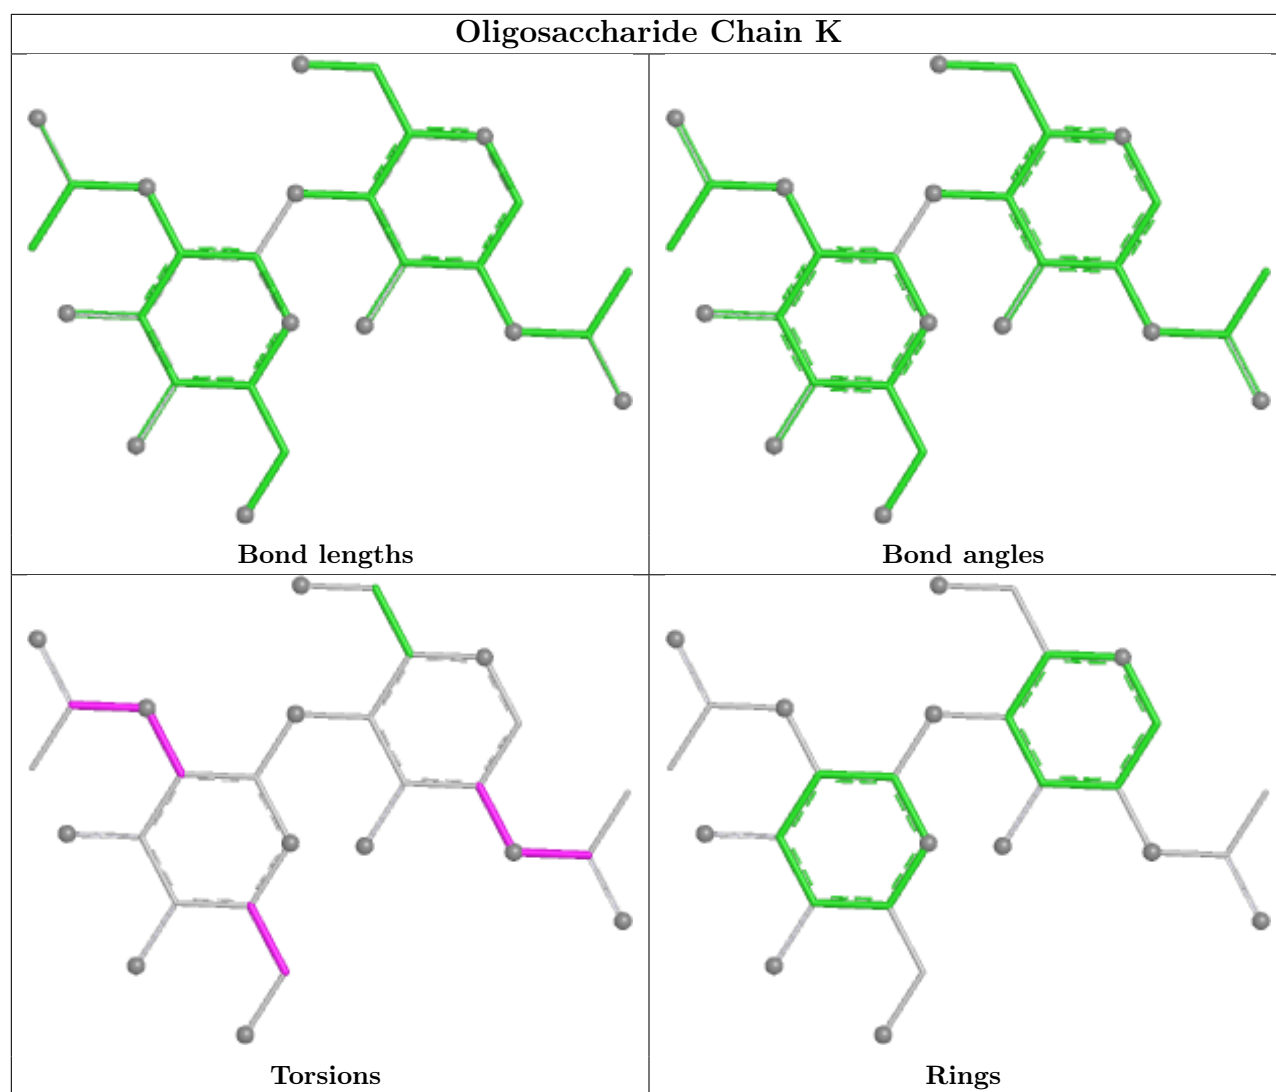 Oligosaccharide Chain K
Bond lengths
Bond angles
Torsions
Rings